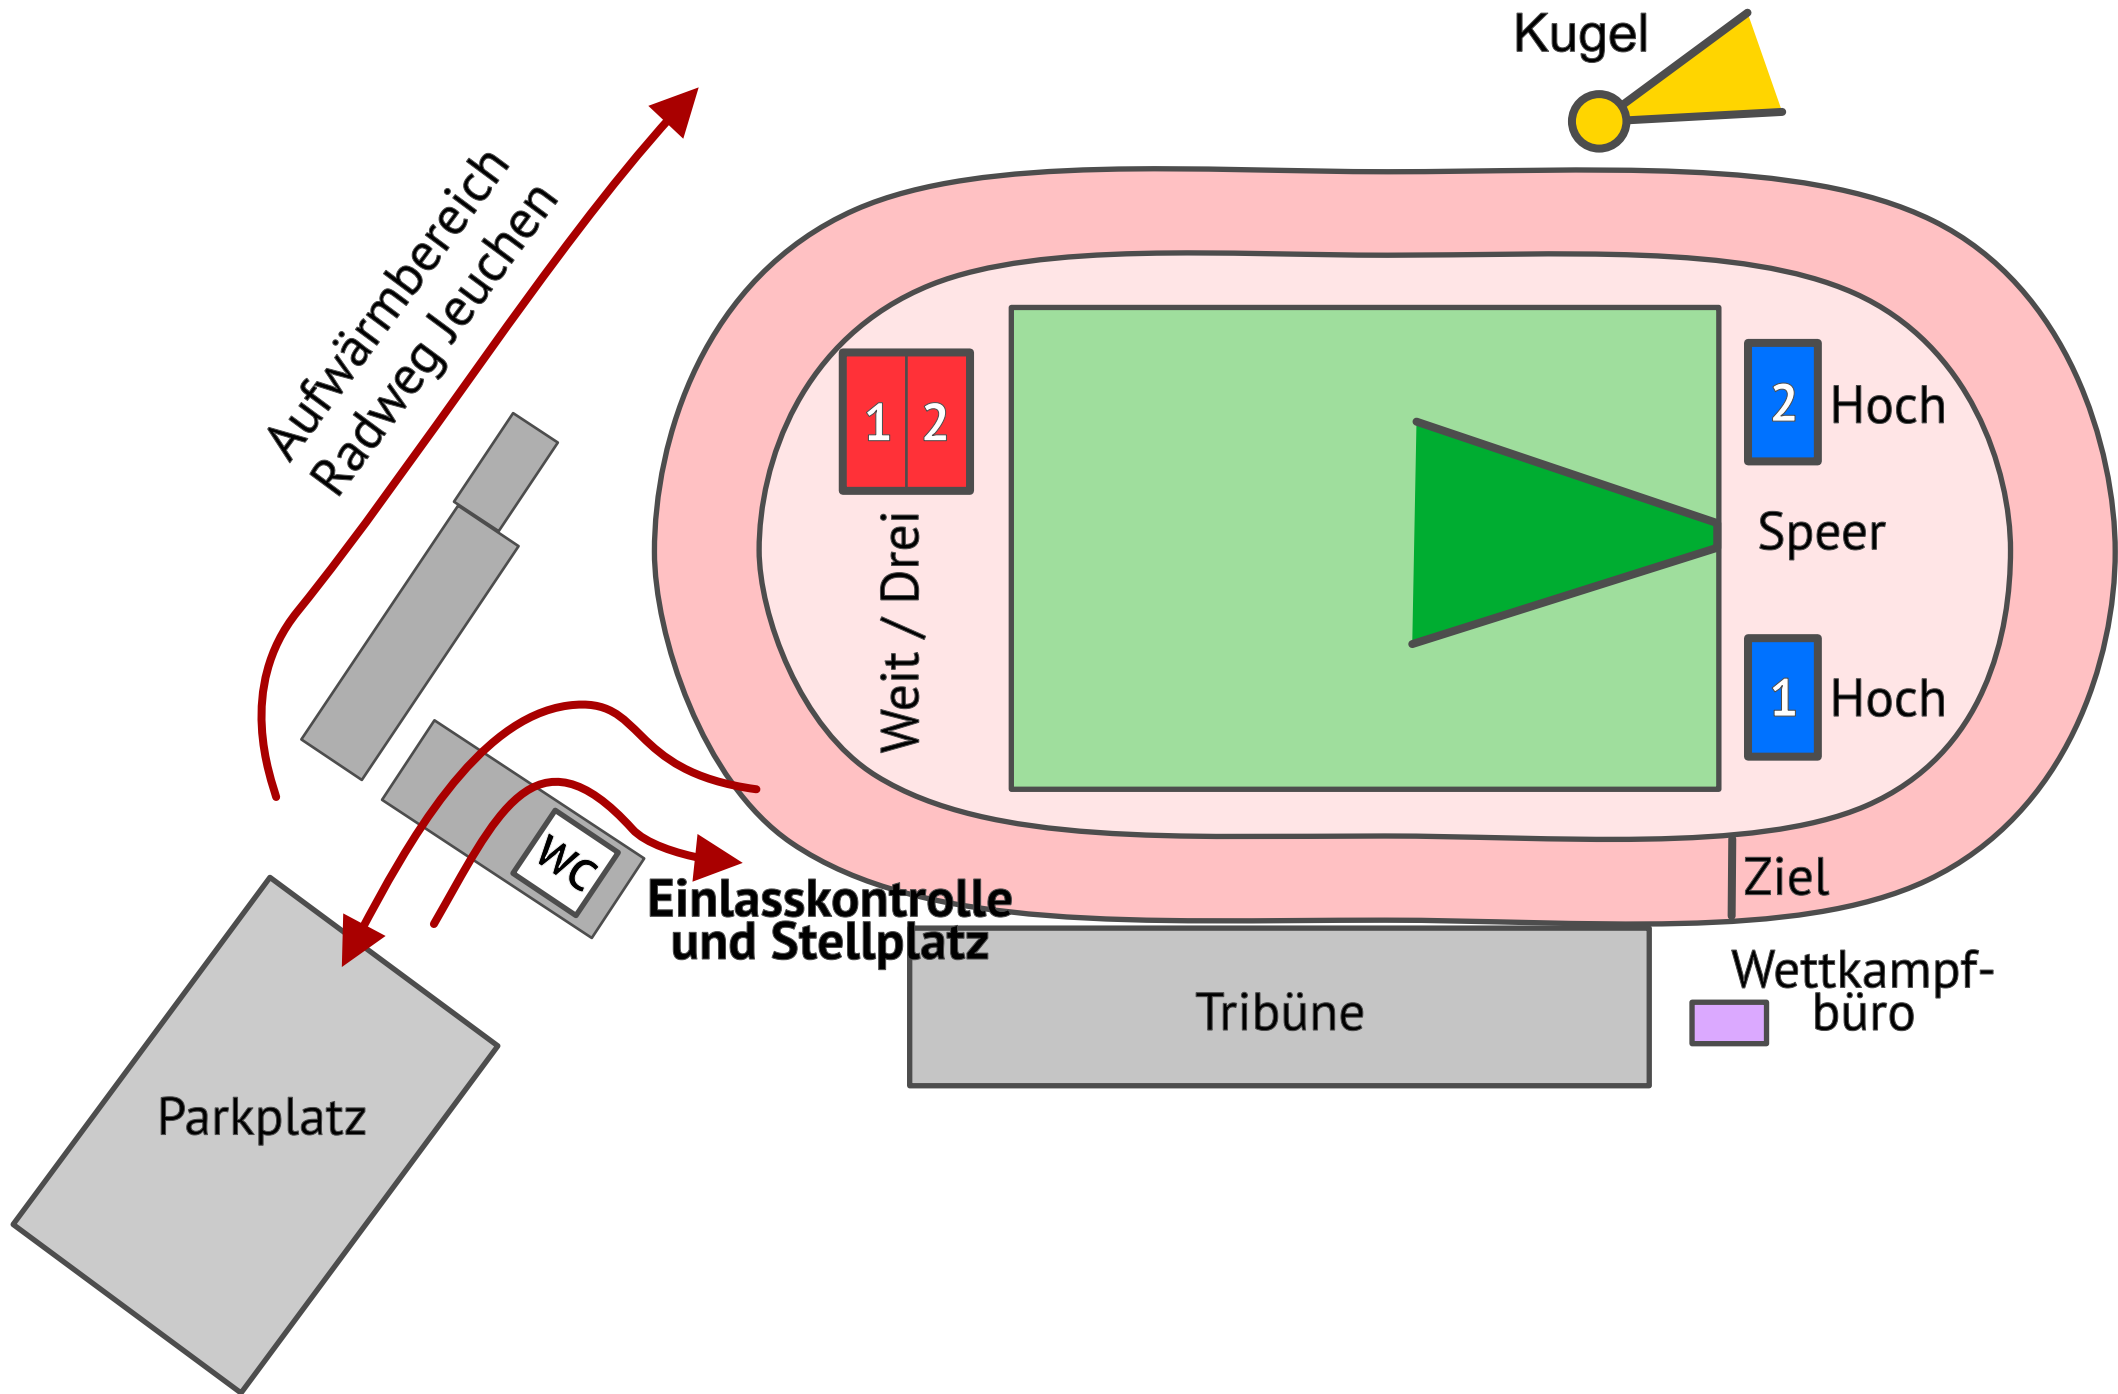 Kugel
Aufwärmbereich
Radweg Jeuchen
1 2
2 Hoch
Speer
Weit / Drei
1 Hoch
WC
Ziel
Einlasskontrolle
und Stellplatz
Wettkampf-
büro
Tribüne
Parkplatz